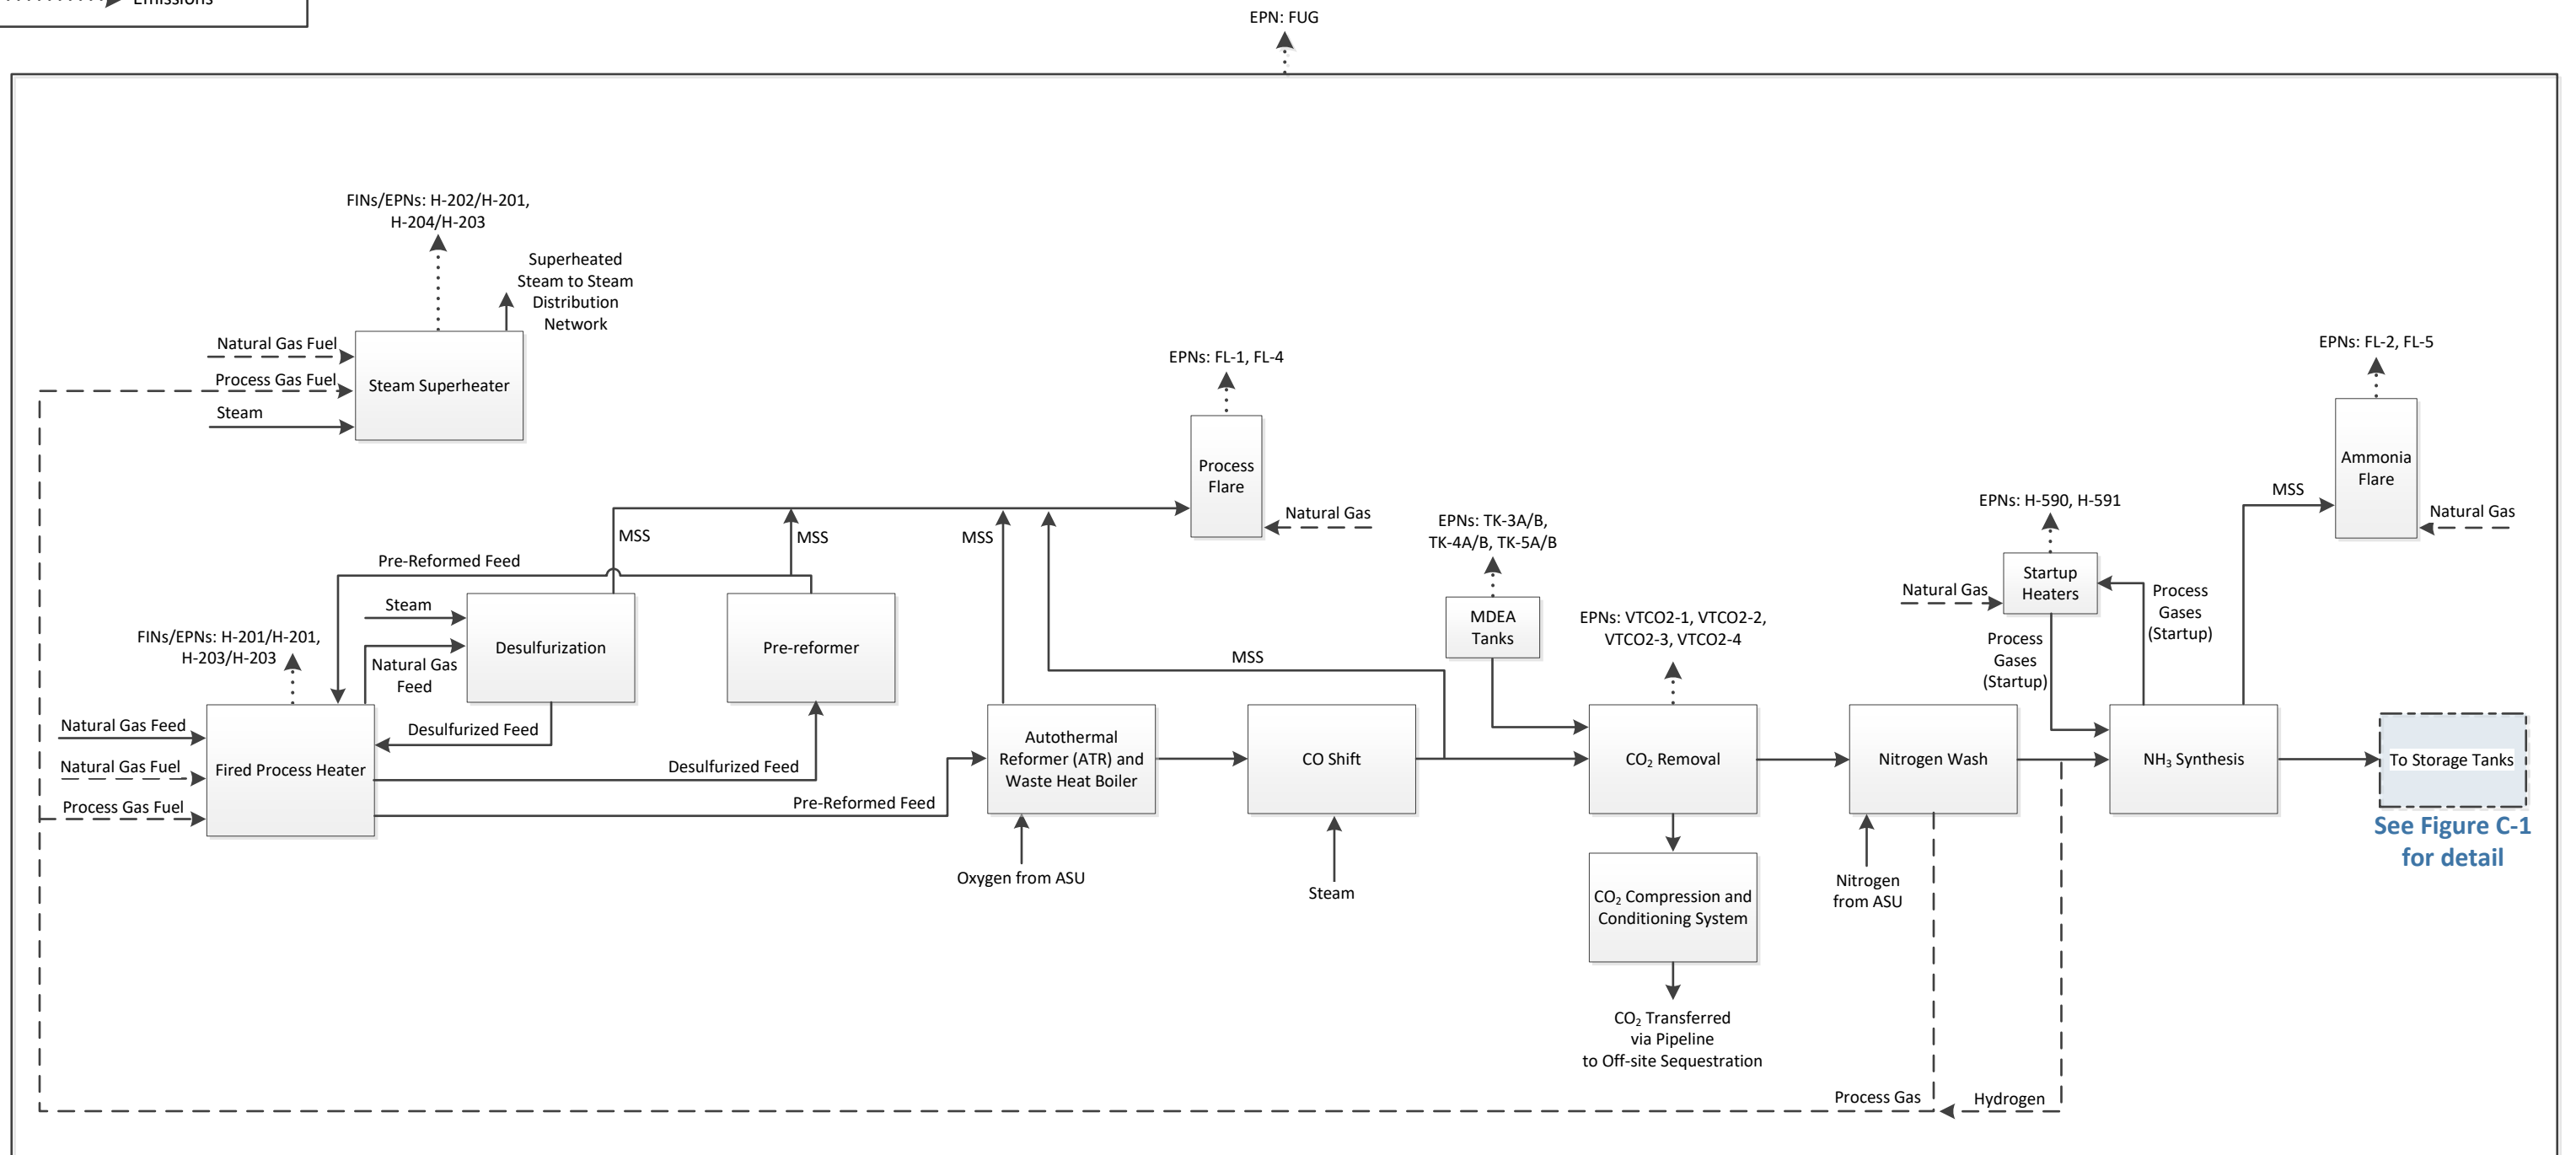 Emissions
EPN: FUG
FINs/EPNs: H-202/H-201,
H-204/H-203
Superheated
Steam to Steam
Distribution
Network
Natural Gas Fuel
Process Gas Fuel
Steam
Steam Superheater
EPNs: FL-1, FL-4
Process
Flare
Natural Gas
EPNs: FL-2, FL-5
Ammonia
Flare
MSS
Natural Gas
MSS
MSS
MSS
MSS
Pre-Reformed Feed
Steam
Natural Gas
Feed
Desulfurization
Pre-reformer
FINs/EPNs: H-201/H-201,
H-203/H-203
Desulfurized Feed
Natural Gas Feed
Natural Gas Fuel
Process Gas Fuel
Fired Process Heater
Desulfurized Feed
Pre-Reformed Feed
Autothermal
Reformer (ATR) and
Waste Heat Boiler
Oxygen from ASU
CO Shift
Steam
EPNs: TK-3A/B,
TK-4A/B, TK-5A/B
MDEA
Tanks
EPNs: VTCO2-1, VTCO2-2,
VTCO2-3, VTCO2-4
CO₂ Removal
CO₂ Compression and
Conditioning System
CO₂ Transferred
via Pipeline
to Off-site Sequestration
Nitrogen Wash
Nitrogen
from ASU
EPNs: H-590, H-591
Startup
Heaters
Natural Gas
Process
Gases
(Startup)
Process
Gases
(Startup)
NH₃ Synthesis
To Storage Tanks
See Figure C-1
for detail
Process Gas
Hydrogen